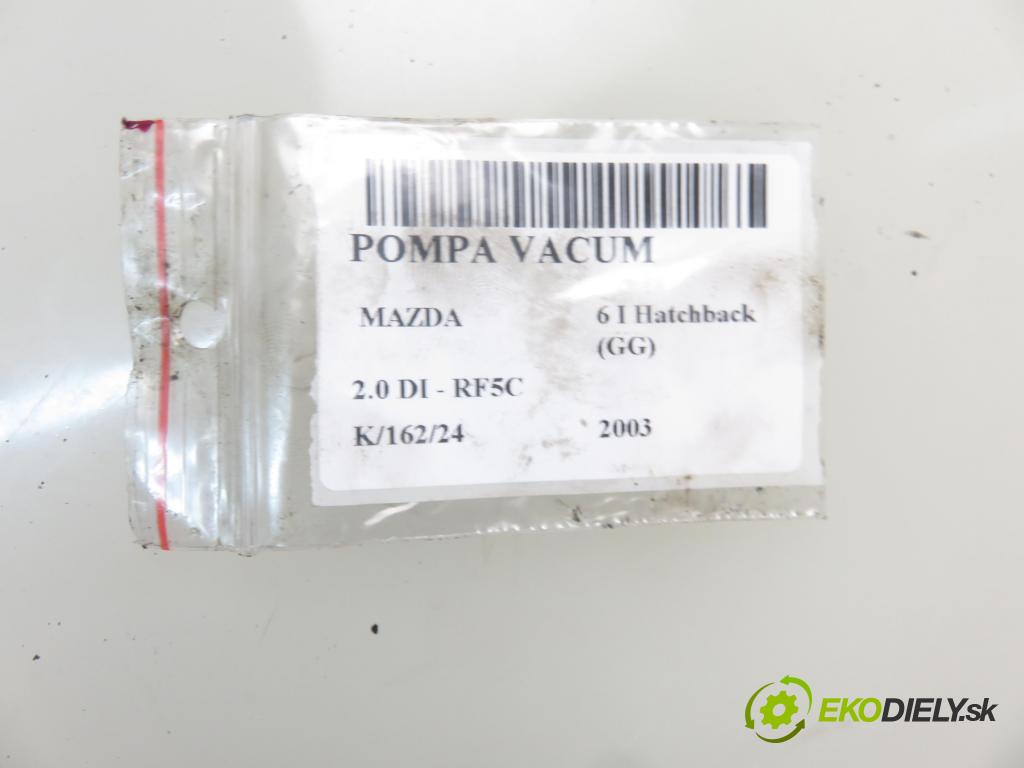 POMPA VACUM
MAZDA
6 I Hatchback
(GG)
2.0 DI - RF5C
K/162/24
2003
EKODIELY.sk